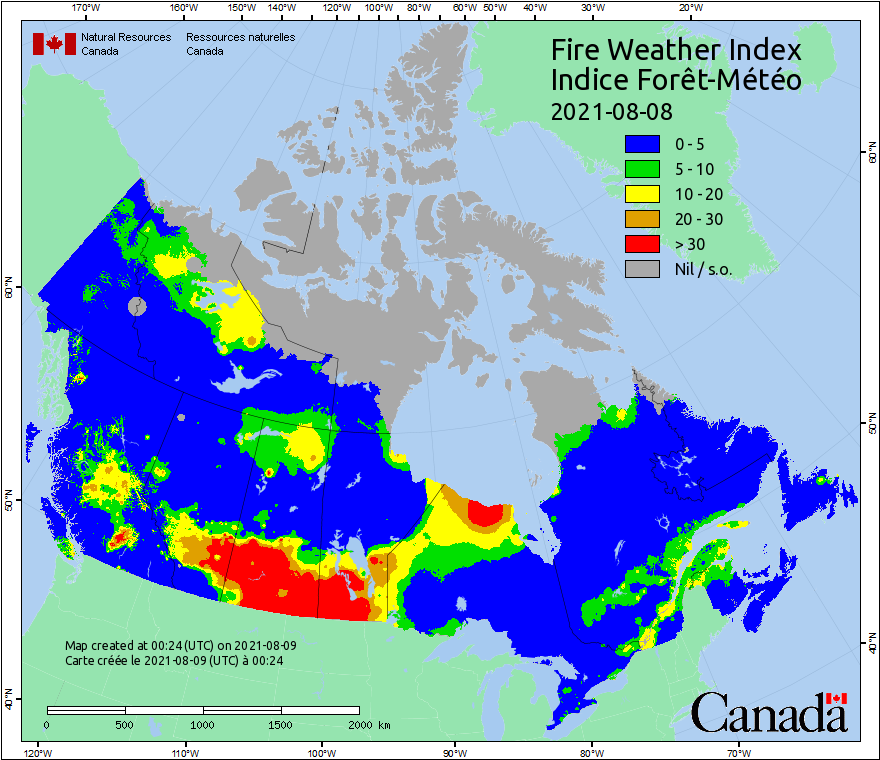 170°W 160°W 150°W 140°W 130°W 120°W 110°W 100°W 90°W 80°W 60°W 50°W 40°W 30°W 20°W
Natural Resources Canada
Ressources naturelles Canada
Fire Weather Index
Indice Forêt-Météo
2021-08-08
0 - 5
5 - 10
10 - 20
20 - 30
> 30
Nil / s.o.
60°N
50°N
40°N
60°N
50°N
40°N
Map created at 00:24 (UTC) on 2021-08-09
Carte créée le 2021-08-09 (UTC) à 00:24
0 500 1000 1500 2000 km
Canada
120°W 110°W 100°W 90°W 80°W 70°W